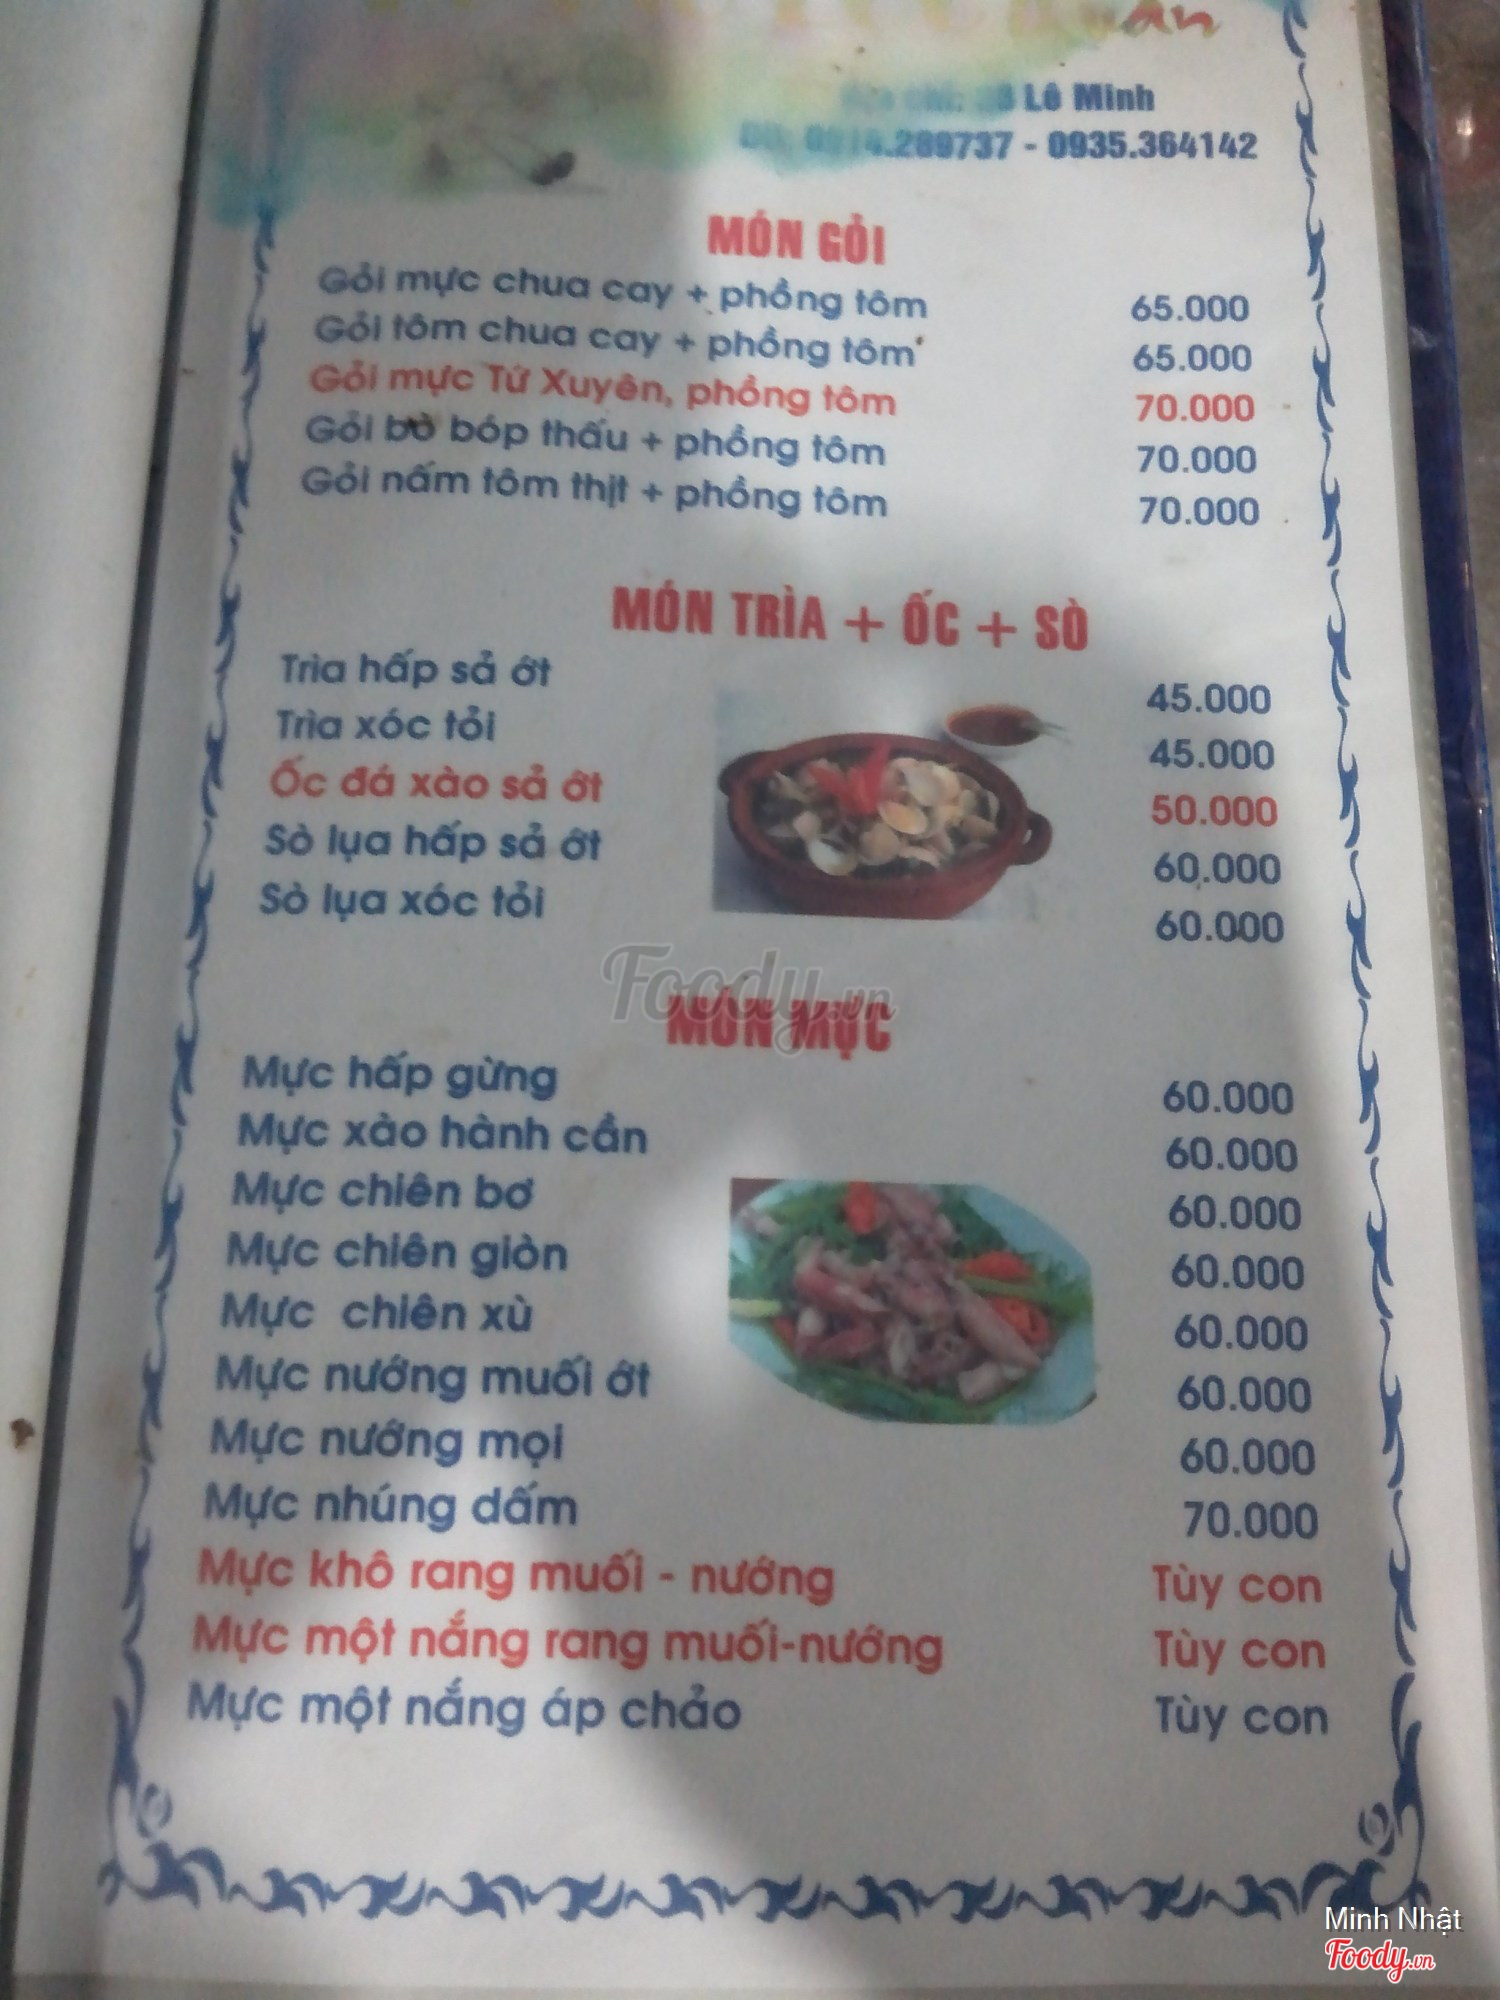 Quán
Lê Minh
289737 - 0935.364142
MÓN GỎI
Gỏi mực chua cay + phồng tôm 65.000
Gỏi tôm chua cay + phồng tôm 65.000
Gỏi mực Tứ Xuyên, phồng tôm 70.000
Gỏi bò bóp thấu + phồng tôm 70.000
Gỏi nấm tôm thịt + phồng tôm 70.000
MÓN TRÌA + ỐC + SÒ
Trìa hấp sả ớt 45.000
Trìa xóc tỏi 45.000
Ốc đá xào sả ớt 50.000
Sò lụa hấp sả ớt 60.000
Sò lụa xóc tỏi 60.000
Foody.vn
MÓN MỰC
Mực hấp gừng 60.000
Mực xào hành cần 60.000
Mực chiên bơ 60.000
Mực chiên giòn 60.000
Mực chiên xù 60.000
Mực nướng muối ớt 60.000
Mực nướng mọi 60.000
Mực nhúng dấm 70.000
Mực khô rang muối - nướng Tùy con
Mực một nắng rang muối-nướng Tùy con
Mực một nắng áp chảo Tùy con
Minh Nhật
Foody.vn